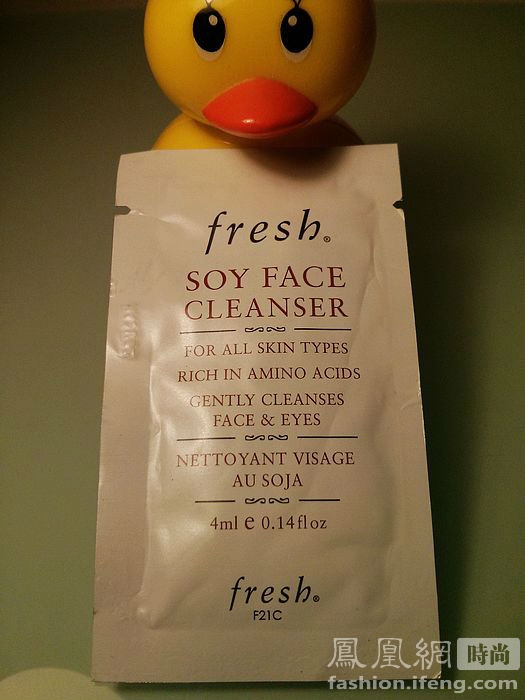 fresh®
SOY FACE
CLEANSER
FOR ALL SKIN TYPES
RICH IN AMINO ACIDS
GENTLY CLEANSES
FACE & EYES
NETTOYANT VISAGE
AU SOJA
4ml e 0.14fl oz
fresh®
F21C
鳳凰網 時尚
fashion.ifeng.com